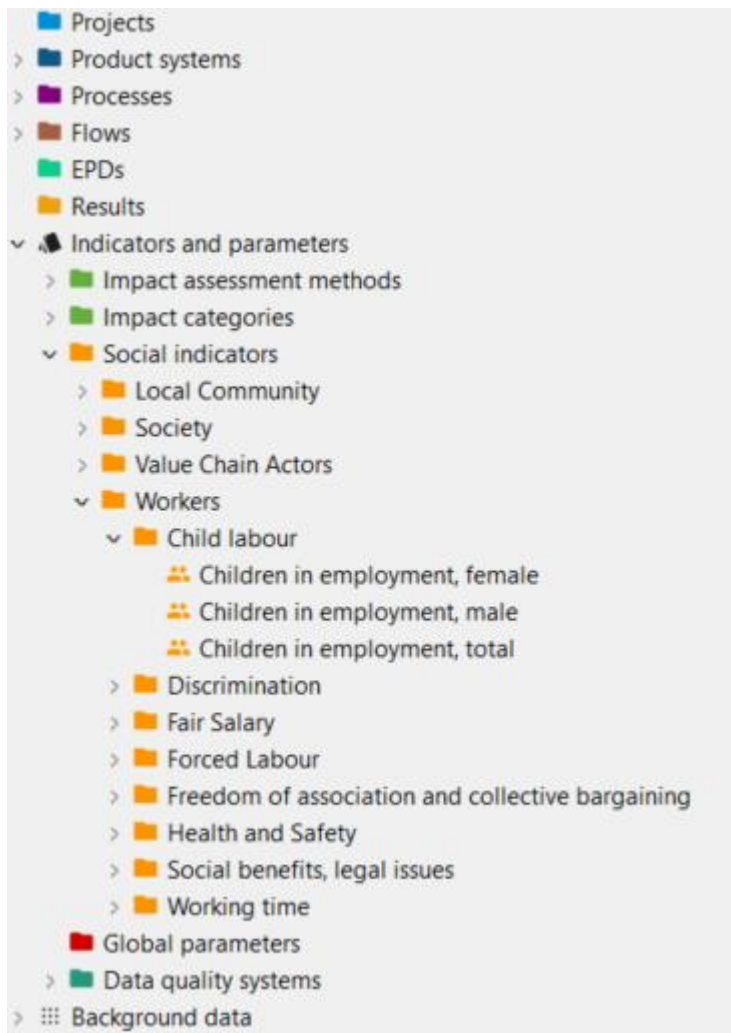 Projects
Product systems
Processes
Flows
EPDs
Results
Indicators and parameters
Impact assessment methods
Impact categories
Social indicators
Local Community
Society
Value Chain Actors
Workers
Child labour
Children in employment, female
Children in employment, male
Children in employment, total
Discrimination
Fair Salary
Forced Labour
Freedom of association and collective bargaining
Health and Safety
Social benefits, legal issues
Working time
Global parameters
Data quality systems
Background data